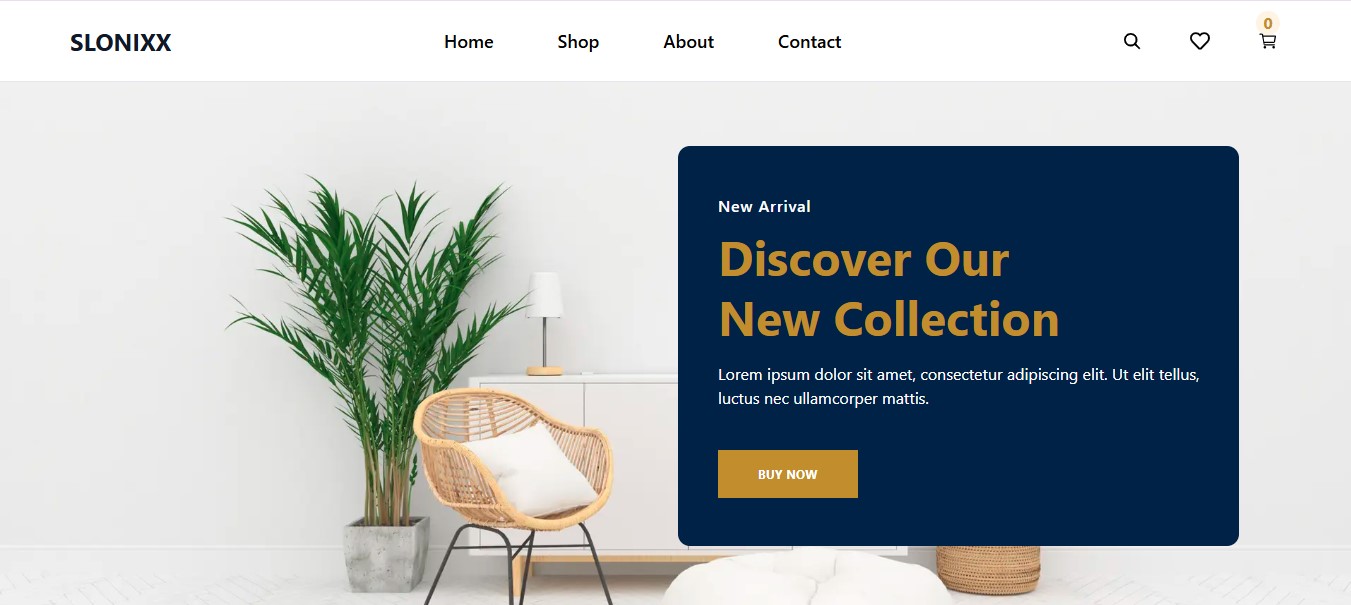 SLONIXX
Home
Shop
About
Contact
0
New Arrival
Discover Our
New Collection
Lorem ipsum dolor sit amet, consectetur adipiscing elit. Ut elit tellus,
luctus nec ullamcorper mattis.
BUY NOW